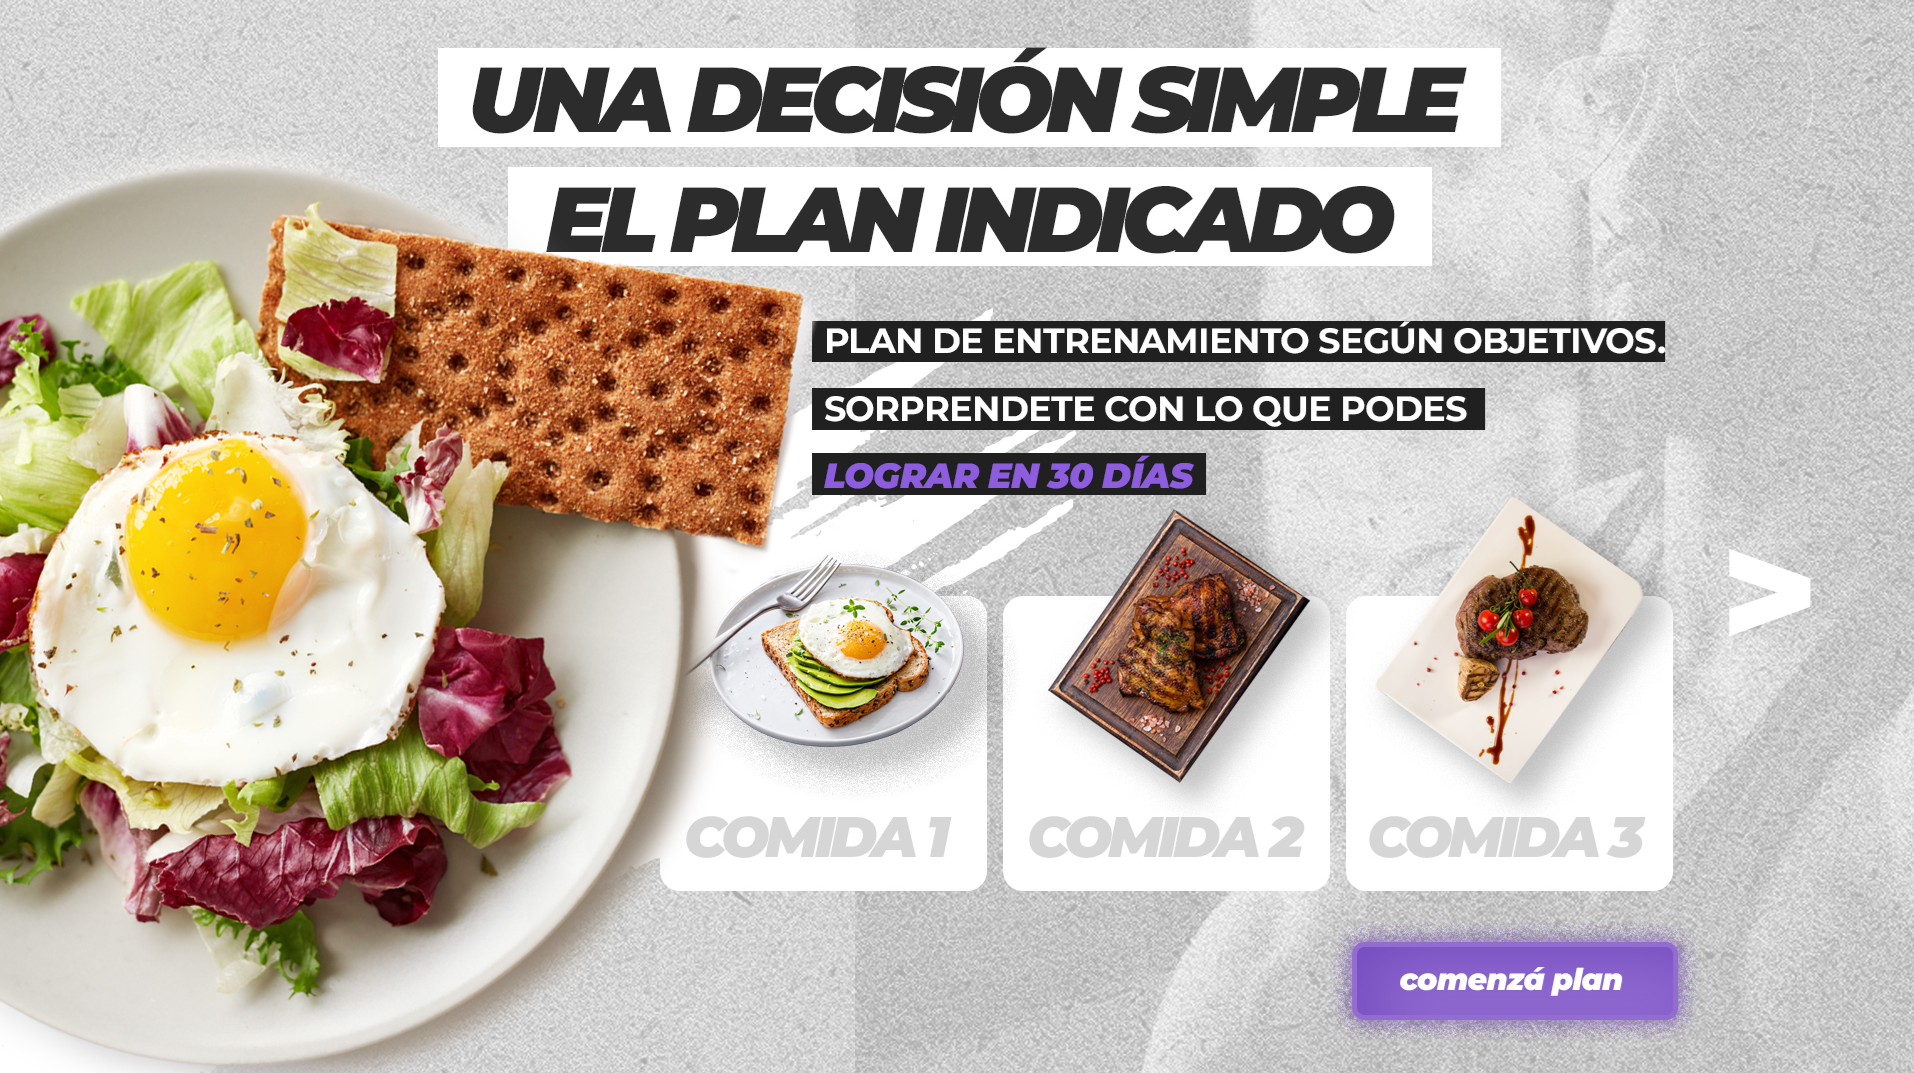 UNA DECISIÓN SIMPLE
EL PLAN INDICADO
PLAN DE ENTRENAMIENTO SEGÚN OBJETIVOS.
SORPRENDETE CON LO QUE PODES
LOGRAR EN 30 DÍAS
>
COMIDA 1
COMIDA 2
COMIDA 3
comenzá plan